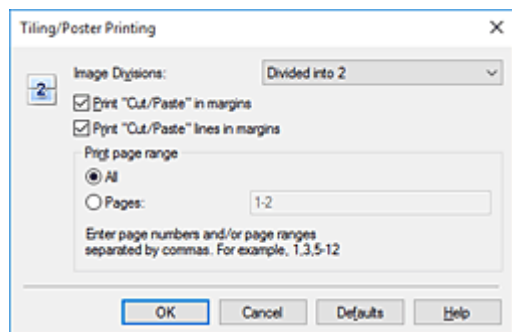 Tiling/Poster Printing
Image Divisions: Divided into 2
2
Print "Cut/Paste" in margins
Print "Cut/Paste" lines in margins
Print page range
All
Pages: 1-2
Enter page numbers and/or page ranges
separated by commas. For example, 1,3,5-12
OK Cancel Defaults Help